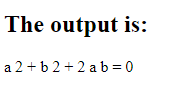 The output is:
a 2 + b 2 + 2 a b = 0